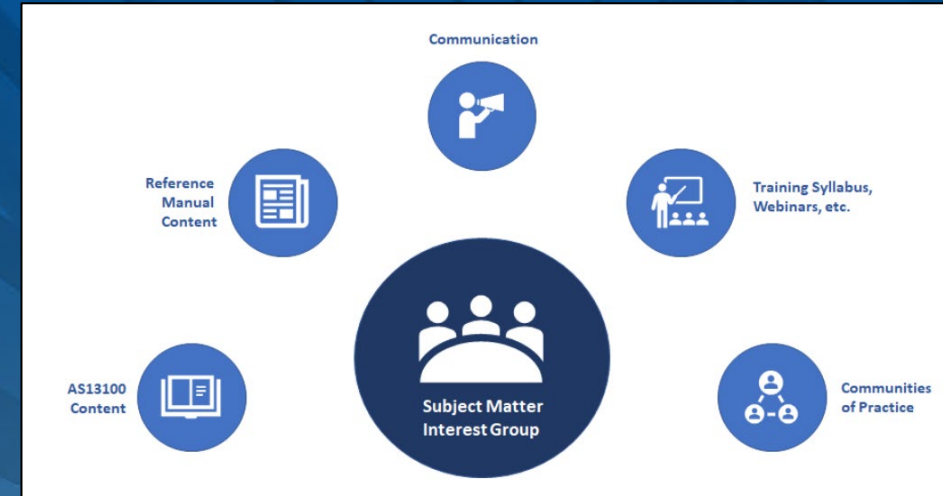 Communication
Reference
Manual
Content
Training Syllabus,
Webinars, etc.
AS13100
Content
Subject Matter
Interest Group
Communities
of Practice